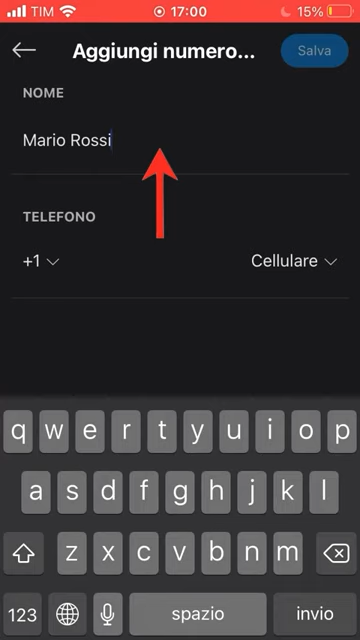 TIM 17:00 15%
Aggiungi numero... Salva
NOME
Mario Rossi
TELEFONO
+1 Cellulare
q w e r t y u i o p
a s d f g h j k l
z x c v b n m
123 spazio invio